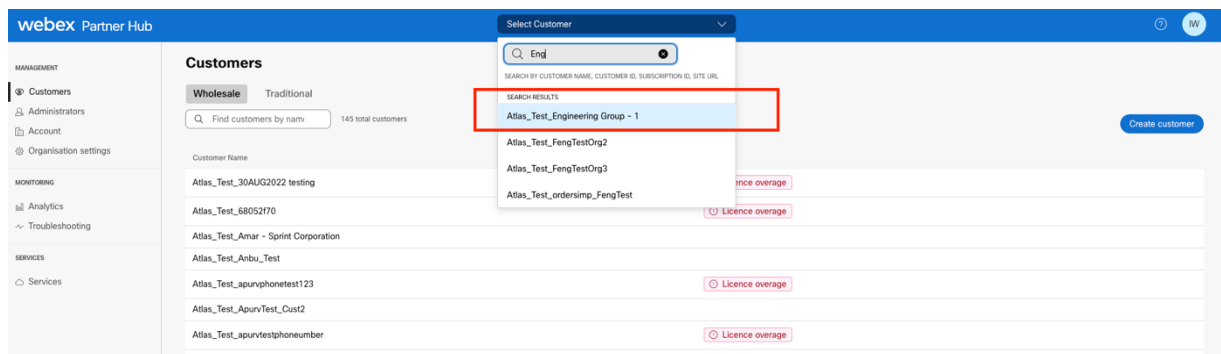 webex Partner Hub
Select Customer
IW
MANAGEMENT
Customers
Administrators
Account
Organisation settings
MONITORING
Analytics
Troubleshooting
SERVICES
Services
Customers
Wholesale Traditional
Find customers by name
145 total customers
Create customer
Eng
SEARCH BY CUSTOMER NAME, CUSTOMER ID, SUBSCRIPTION ID, SITE URL
SEARCH RESULTS
Atlas_Test_Engineering Group - 1
Atlas_Test_FengTestOrg2
Atlas_Test_FengTestOrg3
Atlas_Test_ordersimp_FengTest
Customer Name
Atlas_Test_30AUG2022 testing
ence overage
Atlas_Test_68052f70
Licence overage
Atlas_Test_Amar - Sprint Corporation
Atlas_Test_Anbu_Test
Atlas_Test_apurvphonetest123
Licence overage
Atlas_Test_ApurvTest_Cust2
Atlas_Test_apurvtestphoneumber
Licence overage